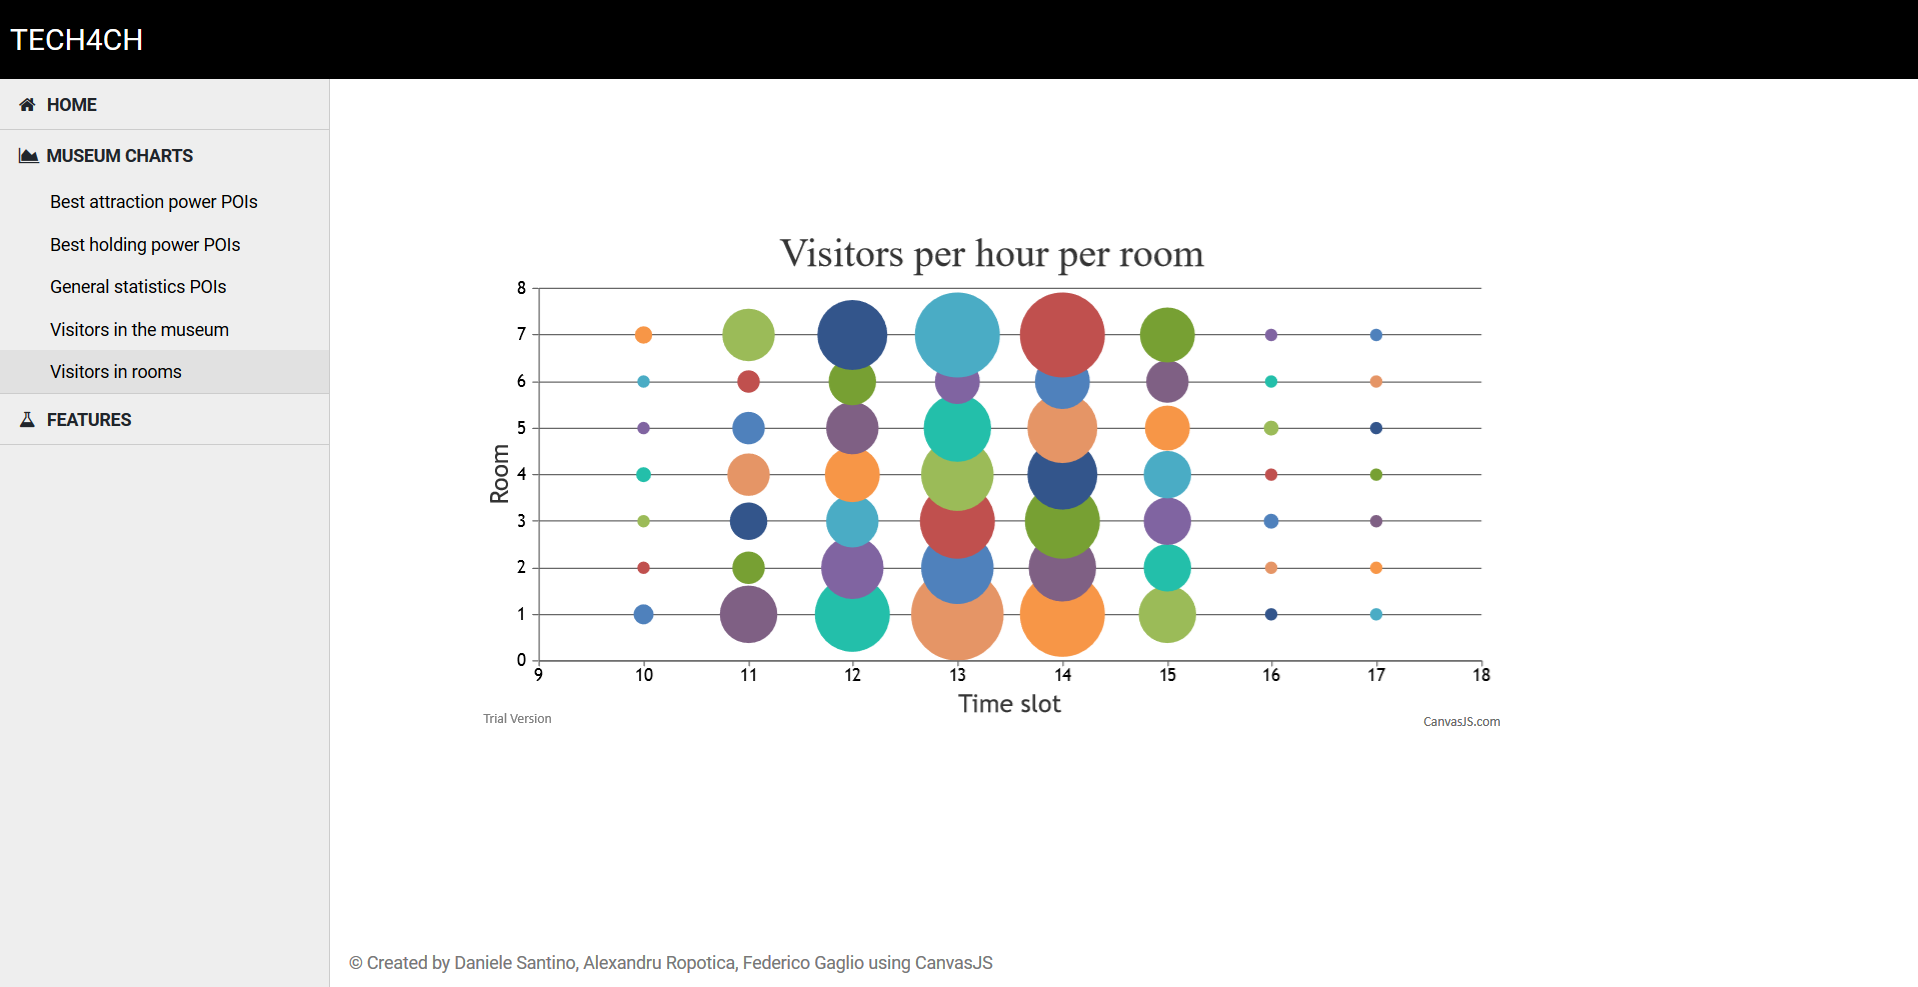 TECH4CH
HOME
MUSEUM CHARTS
Best attraction power POIs
Best holding power POIs
General statistics POIs
Visitors in the museum
Visitors in rooms
FEATURES
Visitors per hour per room
8
7
6
5
4
3
2
1
0
Room
9 10 11 12 13 14 15 16 17 18
Time slot
Trial Version
CanvasJS.com
© Created by Daniele Santino, Alexandru Ropotica, Federico Gaglio using CanvasJS